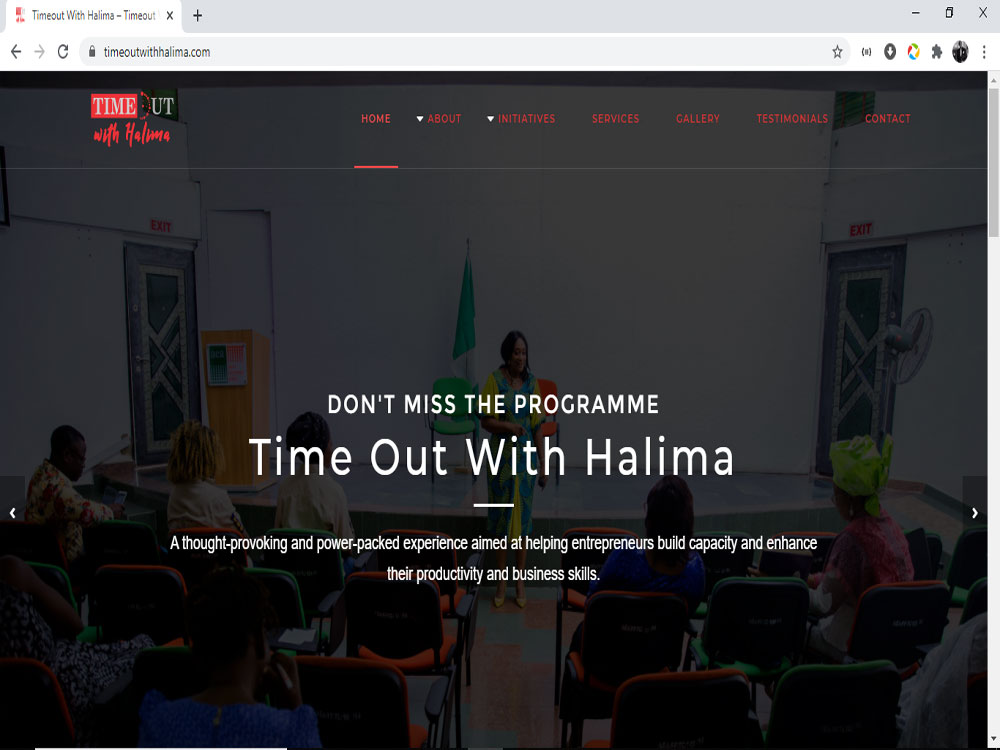 Timeout With Halima – Timeout
timeoutwithhalima.com
TIME OUT
with Halima
HOME
ABOUT
INITIATIVES
SERVICES
GALLERY
TESTIMONIALS
CONTACT
EXIT
EXIT
DON'T MISS THE PROGRAMME
Time Out With Halima
A thought-provoking and power-packed experience aimed at helping entrepreneurs build capacity and enhance
their productivity and business skills.